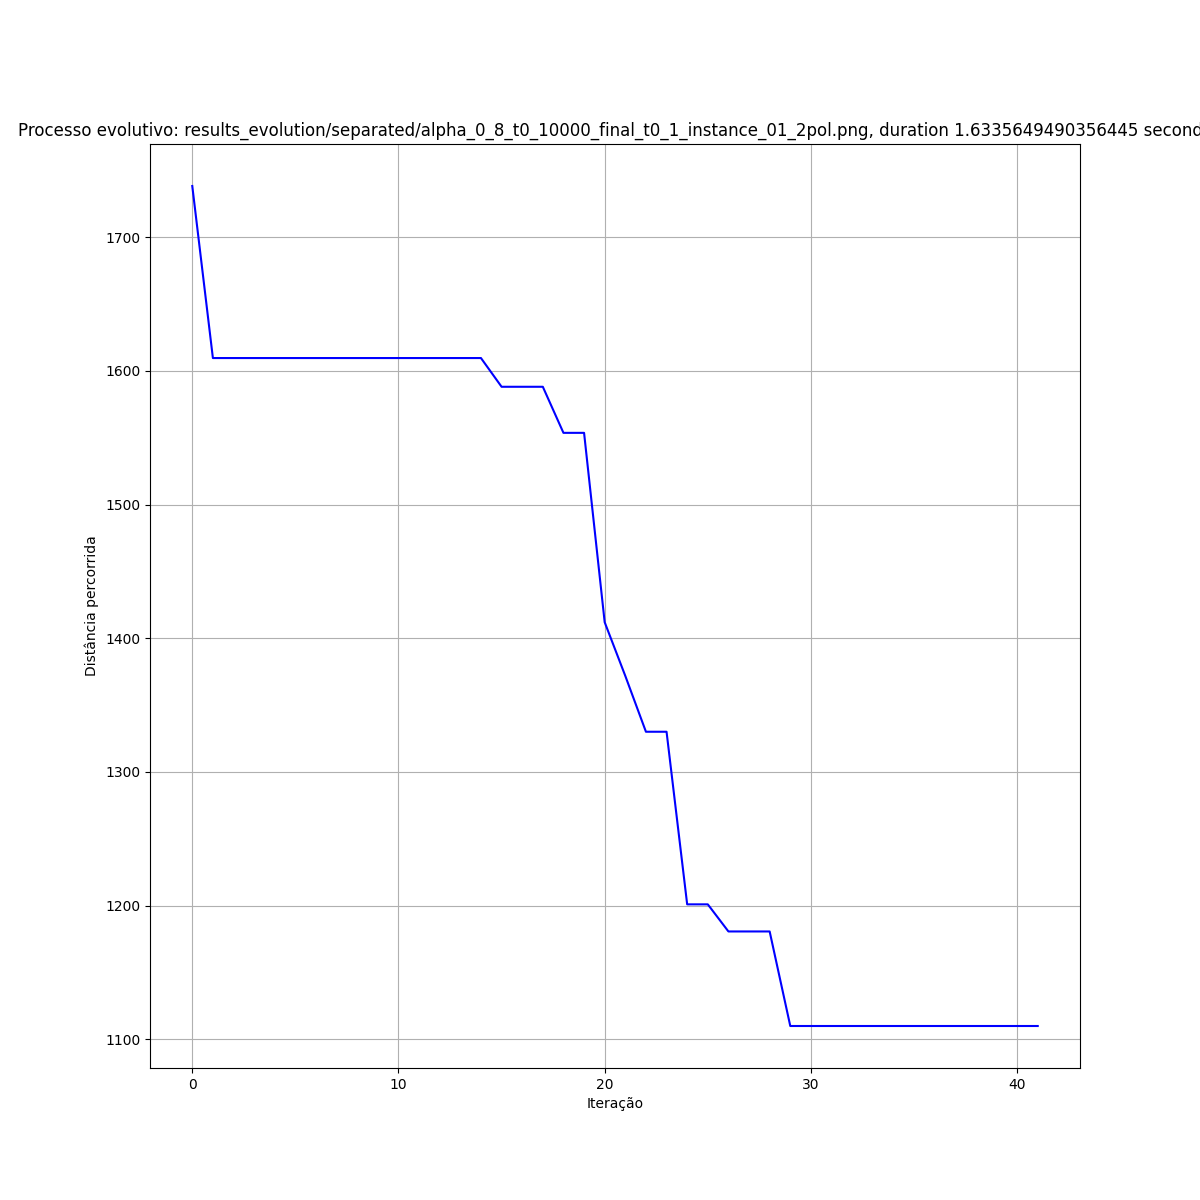 Processo evolutivo: results_evolution/separated/alpha_0_8_t0_10000_final_t0_1_instance_01_2pol.png, duration 1.6335649490356445 second
1700
1600
1500
1400
1300
1200
1100
Distância percorrida
0 10 20 30 40
Iteração